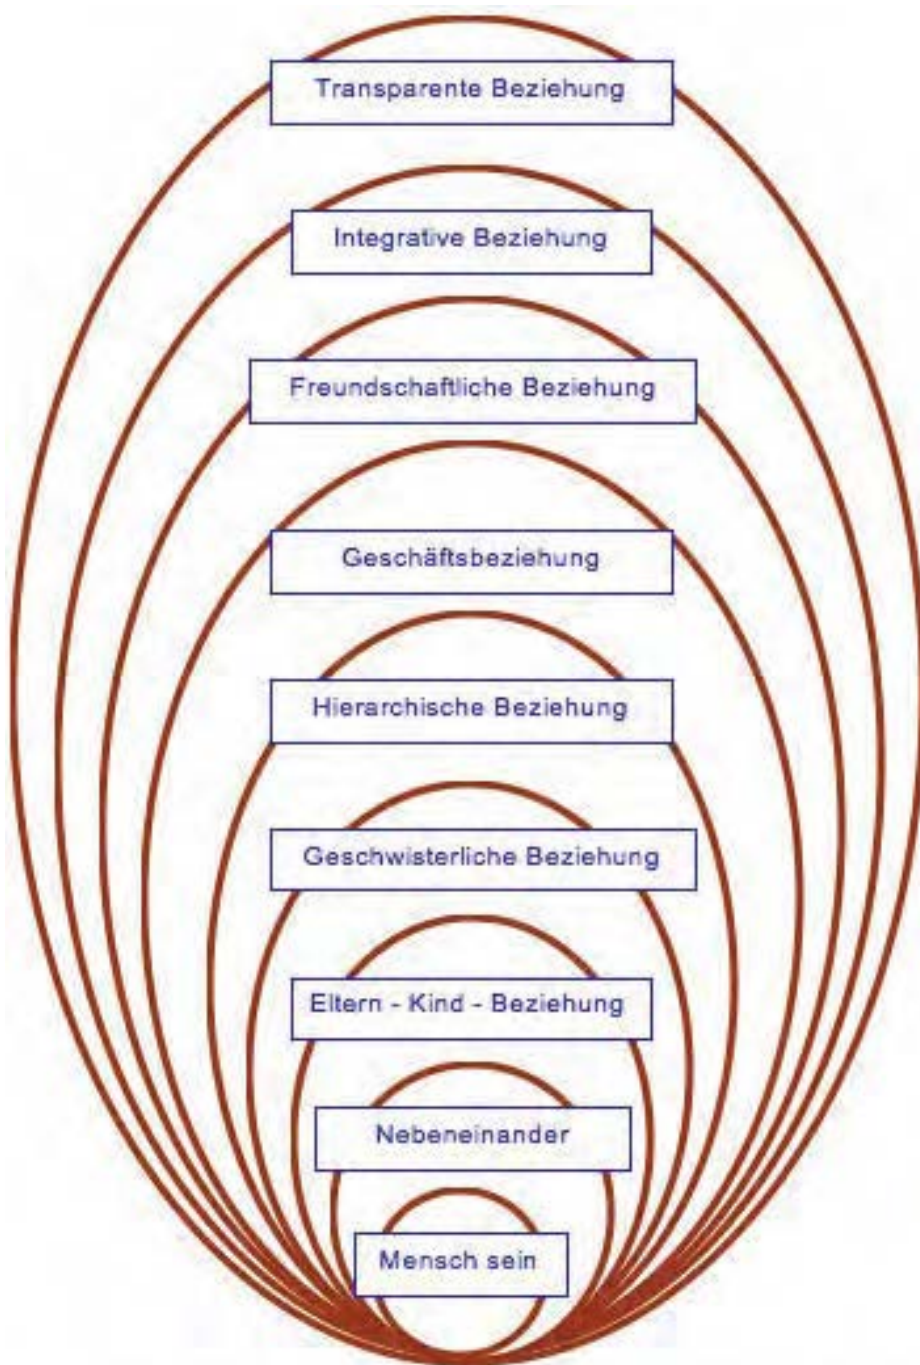 Transparente Beziehung
Integrative Beziehung
Freundschaftliche Beziehung
Geschäftsbeziehung
Hierarchische Beziehung
Geschwisterliche Beziehung
Eltern - Kind - Beziehung
Nebeneinander
Mensch sein